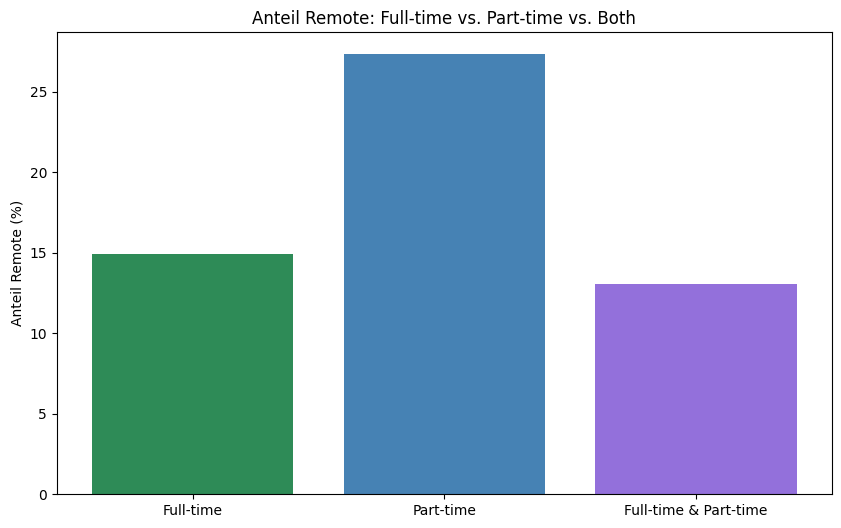 Anteil Remote: Full-time vs. Part-time vs. Both
Anteil Remote (%)
25
20
15
10
5
0
Full-time
Part-time
Full-time & Part-time